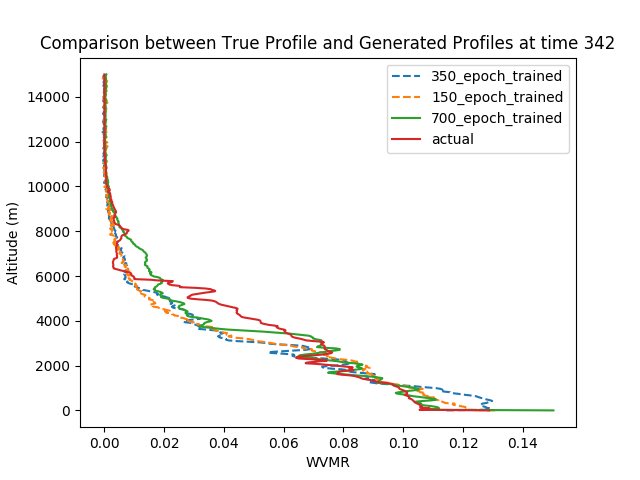 Comparison between True Profile and Generated Profiles at time 342
350_epoch_trained
150_epoch_trained
700_epoch_trained
actual
14000
12000
10000
8000
6000
4000
2000
0
Altitude (m)
0.00 0.02 0.04 0.06 0.08 0.10 0.12 0.14
WVMR